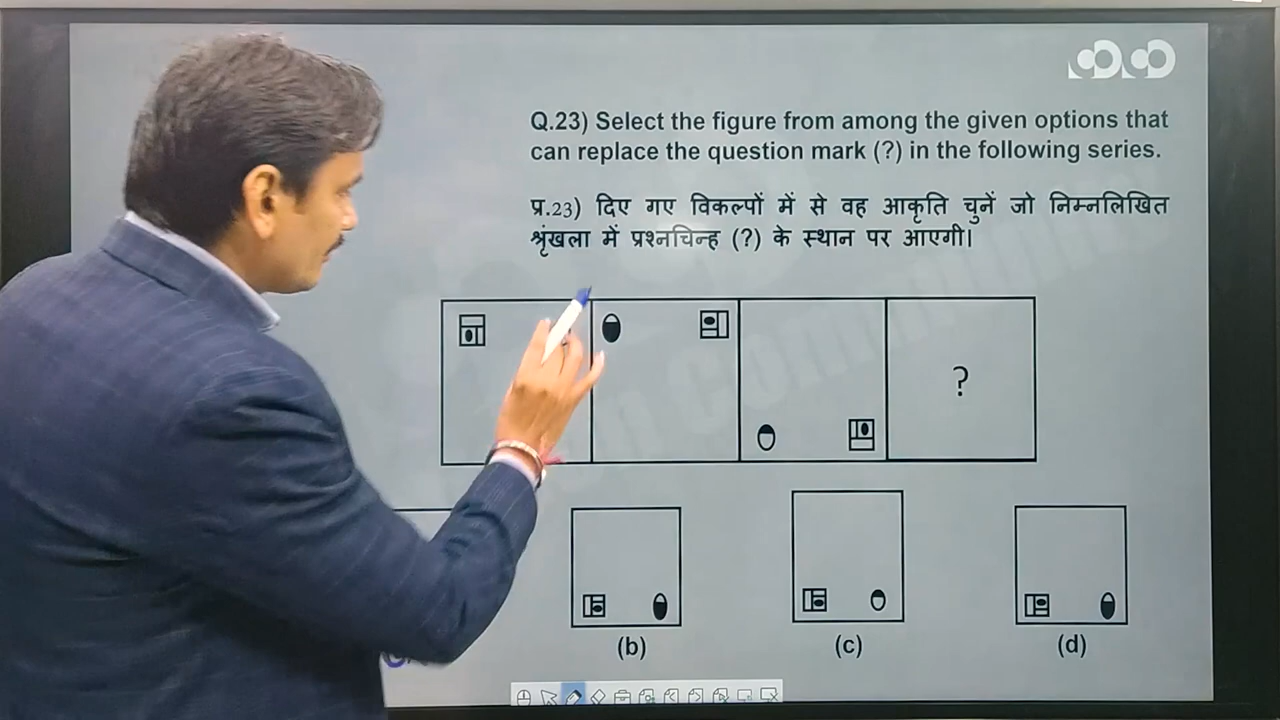 Q.23) Select the figure from among the given options that
can replace the question mark (?) in the following series.
प्र.23) दिए गए विकल्पों में से वह आकृति चुनें जो निम्नलिखित
श्रृंखला में प्रश्नचिन्ह (?) के स्थान पर आएगी।
?
(b) (c) (d)